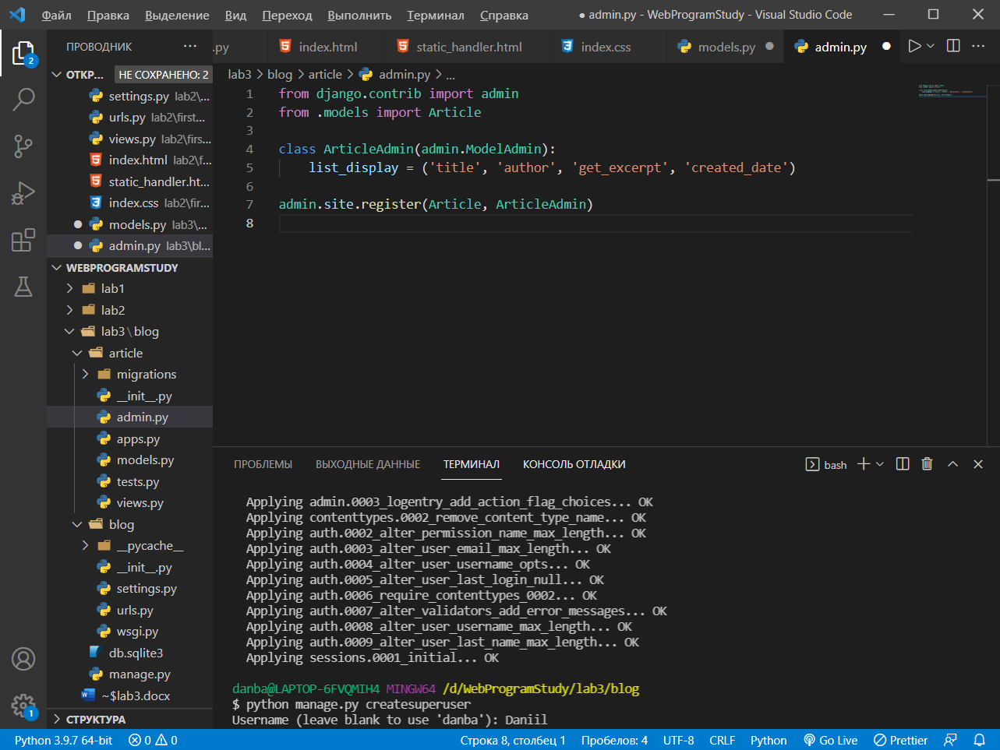 Файл Правка Выделение Вид Переход Выполнить Терминал Справка ● admin.py - WebProgramStudy - Visual Studio Code
ПРОВОДНИК ...
.py index.html static_handler.html index.css models.py admin.py
ОТКР... НЕ СОХРАНЕНО: 2
settings.py lab2\...
urls.py lab2\first...
views.py lab2\firs...
index.html lab2\f...
static_handler.ht...
index.css lab2\fir...
models.py lab3\...
admin.py lab3\bl...
WEBPROGRAMSTUDY
lab1
lab2
lab3 \ blog
article
migrations
__init__.py
admin.py
apps.py
models.py
tests.py
views.py
blog
__pycache__
__init__.py
settings.py
urls.py
wsgi.py
db.sqlite3
manage.py
~$lab3.docx
СТРУКТУРА
2
1
lab3 > blog > article > admin.py > ...
1 from django.contrib import admin
2 from .models import Article
3
4 class ArticleAdmin(admin.ModelAdmin):
5     list_display = ('title', 'author', 'get_excerpt', 'created_date')
6
7 admin.site.register(Article, ArticleAdmin)
8
ПРОБЛЕМЫ ВЫХОДНЫЕ ДАННЫЕ ТЕРМИНАЛ КОНСОЛЬ ОТЛАДКИ bash
Applying admin.0003_logentry_add_action_flag_choices... OK
Applying contenttypes.0002_remove_content_type_name... OK
Applying auth.0002_alter_permission_name_max_length... OK
Applying auth.0003_alter_user_email_max_length... OK
Applying auth.0004_alter_user_username_opts... OK
Applying auth.0005_alter_user_last_login_null... OK
Applying auth.0006_require_contenttypes_0002... OK
Applying auth.0007_alter_validators_add_error_messages... OK
Applying auth.0008_alter_user_username_max_length... OK
Applying auth.0009_alter_user_last_name_max_length... OK
Applying sessions.0001_initial... OK
danba@LAPTOP-6FVQMIH4 MINGW64 /d/WebProgramStudy/lab3/blog
$ python manage.py createsuperuser
Username (leave blank to use 'danba'): Daniil
Python 3.9.7 64-bit 0 0 Строка 8, столбец 1 Пробелов: 4 UTF-8 CRLF Python Go Live Prettier